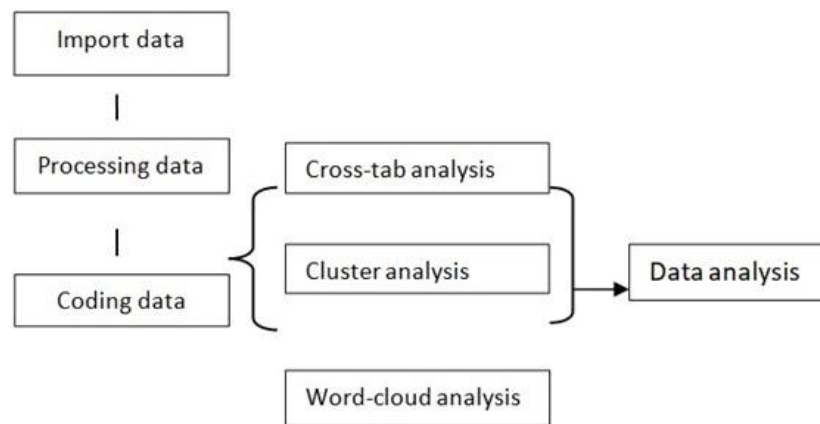 Import data
Processing data
Coding data
Cross-tab analysis
Cluster analysis
Word-cloud analysis
Data analysis